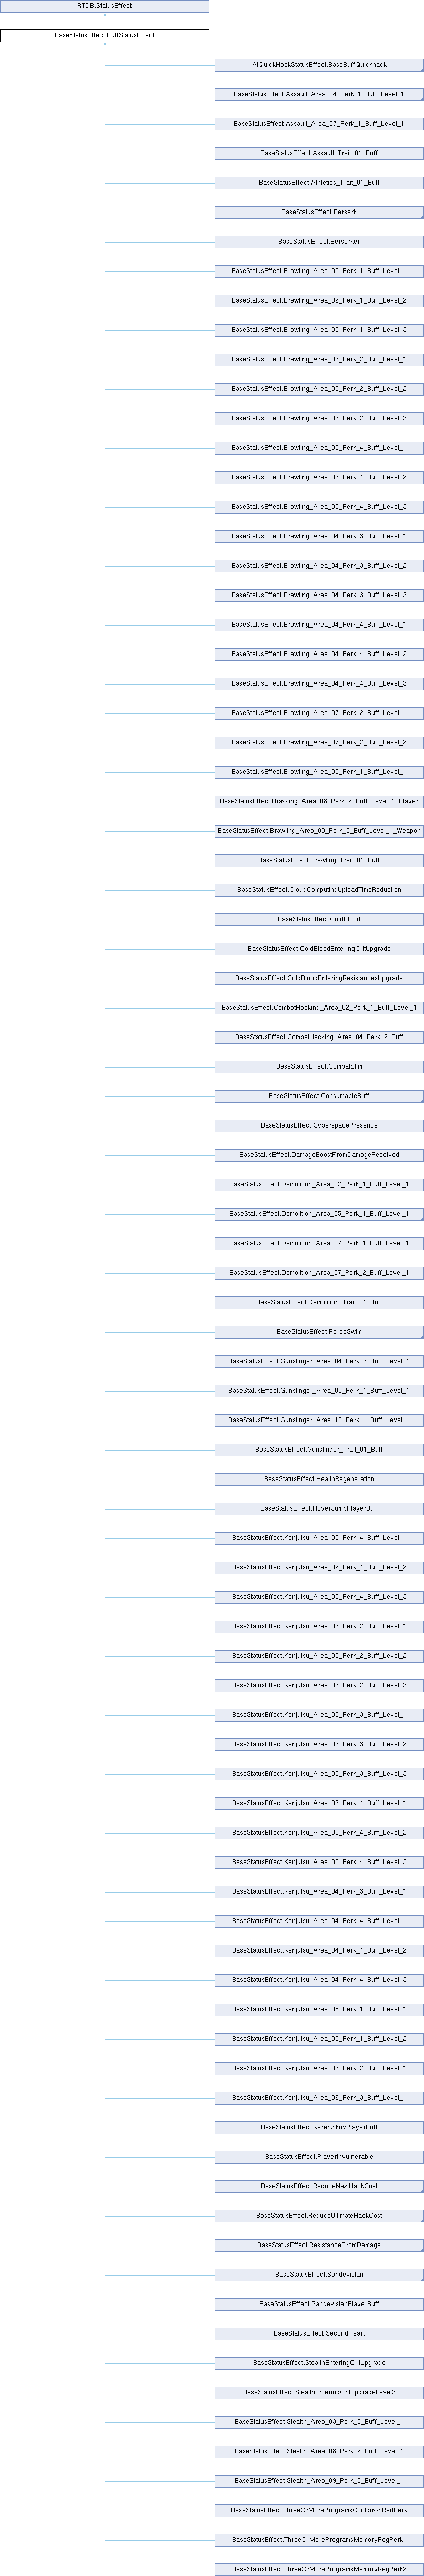 RTDB.StatusEffect
BaseStatusEffect.BuffStatusEffect
AIQuickHackStatusEffect.BaseBuffQuickhack
BaseStatusEffect.Assault_Area_04_Perk_1_Buff_Level_1
BaseStatusEffect.Assault_Area_07_Perk_1_Buff_Level_1
BaseStatusEffect.Assault_Trait_01_Buff
BaseStatusEffect.Athletics_Trait_01_Buff
BaseStatusEffect.Berserk
BaseStatusEffect.Berserker
BaseStatusEffect.Brawling_Area_02_Perk_1_Buff_Level_1
BaseStatusEffect.Brawling_Area_02_Perk_1_Buff_Level_2
BaseStatusEffect.Brawling_Area_02_Perk_1_Buff_Level_3
BaseStatusEffect.Brawling_Area_03_Perk_2_Buff_Level_1
BaseStatusEffect.Brawling_Area_03_Perk_2_Buff_Level_2
BaseStatusEffect.Brawling_Area_03_Perk_2_Buff_Level_3
BaseStatusEffect.Brawling_Area_03_Perk_4_Buff_Level_1
BaseStatusEffect.Brawling_Area_03_Perk_4_Buff_Level_2
BaseStatusEffect.Brawling_Area_03_Perk_4_Buff_Level_3
BaseStatusEffect.Brawling_Area_04_Perk_3_Buff_Level_1
BaseStatusEffect.Brawling_Area_04_Perk_3_Buff_Level_2
BaseStatusEffect.Brawling_Area_04_Perk_3_Buff_Level_3
BaseStatusEffect.Brawling_Area_04_Perk_4_Buff_Level_1
BaseStatusEffect.Brawling_Area_04_Perk_4_Buff_Level_2
BaseStatusEffect.Brawling_Area_04_Perk_4_Buff_Level_3
BaseStatusEffect.Brawling_Area_07_Perk_2_Buff_Level_1
BaseStatusEffect.Brawling_Area_07_Perk_2_Buff_Level_2
BaseStatusEffect.Brawling_Area_08_Perk_1_Buff_Level_1
BaseStatusEffect.Brawling_Area_08_Perk_2_Buff_Level_1_Player
BaseStatusEffect.Brawling_Area_08_Perk_2_Buff_Level_1_Weapon
BaseStatusEffect.Brawling_Trait_01_Buff
BaseStatusEffect.CloudComputingUploadTimeReduction
BaseStatusEffect.ColdBlood
BaseStatusEffect.ColdBloodEnteringCritUpgrade
BaseStatusEffect.ColdBloodEnteringResistancesUpgrade
BaseStatusEffect.CombatHacking_Area_02_Perk_1_Buff_Level_1
BaseStatusEffect.CombatHacking_Area_04_Perk_2_Buff
BaseStatusEffect.CombatStim
BaseStatusEffect.ConsumableBuff
BaseStatusEffect.CyberspacePresence
BaseStatusEffect.DamageBoostFromDamageReceived
BaseStatusEffect.Demolition_Area_02_Perk_1_Buff_Level_1
BaseStatusEffect.Demolition_Area_05_Perk_1_Buff_Level_1
BaseStatusEffect.Demolition_Area_07_Perk_1_Buff_Level_1
BaseStatusEffect.Demolition_Area_07_Perk_2_Buff_Level_1
BaseStatusEffect.Demolition_Trait_01_Buff
BaseStatusEffect.ForceSwim
BaseStatusEffect.Gunslinger_Area_04_Perk_3_Buff_Level_1
BaseStatusEffect.Gunslinger_Area_08_Perk_1_Buff_Level_1
BaseStatusEffect.Gunslinger_Area_10_Perk_1_Buff_Level_1
BaseStatusEffect.Gunslinger_Trait_01_Buff
BaseStatusEffect.HealthRegeneration
BaseStatusEffect.HoverJumpPlayerBuff
BaseStatusEffect.Kenjutsu_Area_02_Perk_4_Buff_Level_1
BaseStatusEffect.Kenjutsu_Area_02_Perk_4_Buff_Level_2
BaseStatusEffect.Kenjutsu_Area_02_Perk_4_Buff_Level_3
BaseStatusEffect.Kenjutsu_Area_03_Perk_2_Buff_Level_1
BaseStatusEffect.Kenjutsu_Area_03_Perk_2_Buff_Level_2
BaseStatusEffect.Kenjutsu_Area_03_Perk_2_Buff_Level_3
BaseStatusEffect.Kenjutsu_Area_03_Perk_3_Buff_Level_1
BaseStatusEffect.Kenjutsu_Area_03_Perk_3_Buff_Level_2
BaseStatusEffect.Kenjutsu_Area_03_Perk_3_Buff_Level_3
BaseStatusEffect.Kenjutsu_Area_03_Perk_4_Buff_Level_1
BaseStatusEffect.Kenjutsu_Area_03_Perk_4_Buff_Level_2
BaseStatusEffect.Kenjutsu_Area_03_Perk_4_Buff_Level_3
BaseStatusEffect.Kenjutsu_Area_04_Perk_3_Buff_Level_1
BaseStatusEffect.Kenjutsu_Area_04_Perk_4_Buff_Level_1
BaseStatusEffect.Kenjutsu_Area_04_Perk_4_Buff_Level_2
BaseStatusEffect.Kenjutsu_Area_04_Perk_4_Buff_Level_3
BaseStatusEffect.Kenjutsu_Area_05_Perk_1_Buff_Level_1
BaseStatusEffect.Kenjutsu_Area_05_Perk_1_Buff_Level_2
BaseStatusEffect.Kenjutsu_Area_06_Perk_2_Buff_Level_1
BaseStatusEffect.Kenjutsu_Area_06_Perk_3_Buff_Level_1
BaseStatusEffect.KerenzikovPlayerBuff
BaseStatusEffect.PlayerInvulnerable
BaseStatusEffect.ReduceNextHackCost
BaseStatusEffect.ReduceUltimateHackCost
BaseStatusEffect.ResistanceFromDamage
BaseStatusEffect.Sandevistan
BaseStatusEffect.SandevistanPlayerBuff
BaseStatusEffect.SecondHeart
BaseStatusEffect.StealthEnteringCritUpgrade
BaseStatusEffect.StealthEnteringCritUpgradeLevel2
BaseStatusEffect.Stealth_Area_03_Perk_3_Buff_Level_1
BaseStatusEffect.Stealth_Area_08_Perk_2_Buff_Level_1
BaseStatusEffect.Stealth_Area_09_Perk_2_Buff_Level_1
BaseStatusEffect.ThreeOrMoreProgramsCooldownRedPerk
BaseStatusEffect.ThreeOrMoreProgramsMemoryRegPerk1
BaseStatusEffect.ThreeOrMoreProgramsMemoryRegPerk2